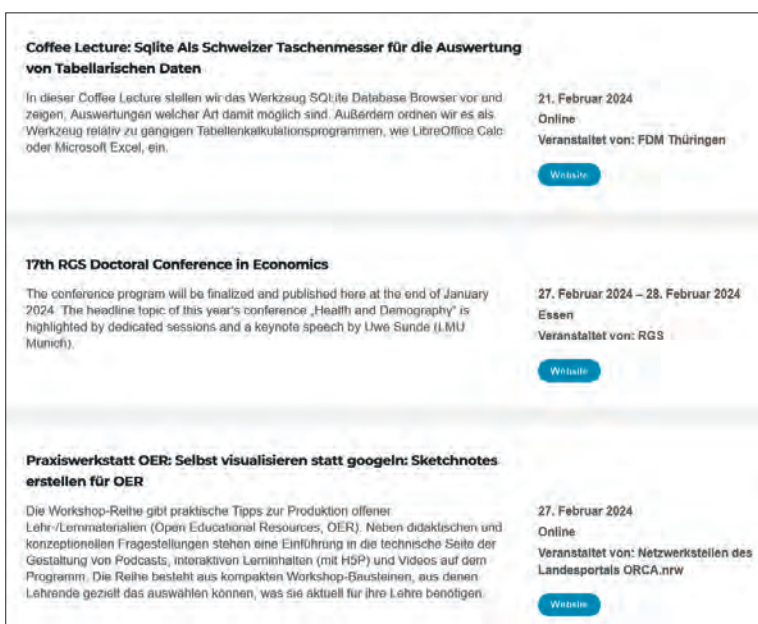 Coffee Lecture: Sqlite Als Schweizer Taschenmesser für die Auswertung
von Tabellarischen Daten
In dieser Coffee Lecture stellen wir das Werkzeug SQLite Database Browser vor und
zeigen, Auswertungen welcher Art damit möglich sind. Außerdem ordnen wir es als
Werkzeug relativ zu gängigen Tabellenkalkulationsprogrammen, wie LibreOffice Calc
oder Microsoft Excel, ein.
21. Februar 2024
Online
Veranstaltet von: FDM Thüringen
Website
17th RGS Doctoral Conference in Economics
The conference program will be finalized and published here at the end of January
2024. The headline topic of this year's conference „Health and Demography" is
highlighted by dedicated sessions and a keynote speech by Uwe Sunde (LMU
Munich).
27. Februar 2024 – 28. Februar 2024
Essen
Veranstaltet von: RGS
Website
Praxiswerkstatt OER: Selbst visualisieren statt googeln: Sketchnotes
erstellen für OER
Die Workshop-Reihe gibt praktische Tipps zur Produktion offener
Lehr-/Lernmaterialien (Open Educational Resources, OER). Neben didaktischen und
konzeptionellen Fragestellungen stehen eine Einführung in die technische Seite der
Gestaltung von Podcasts, interaktiven Lerninhalten (mit H5P) und Videos auf dem
Programm. Die Reihe besteht aus kompakten Workshop-Bausteinen, aus denen
Lehrende gezielt das auswählen können, was sie aktuell für ihre Lehre benötigen.
27. Februar 2024
Online
Veranstaltet von: Netzwerkstellen des
Landesportals ORCA.nrw
Website